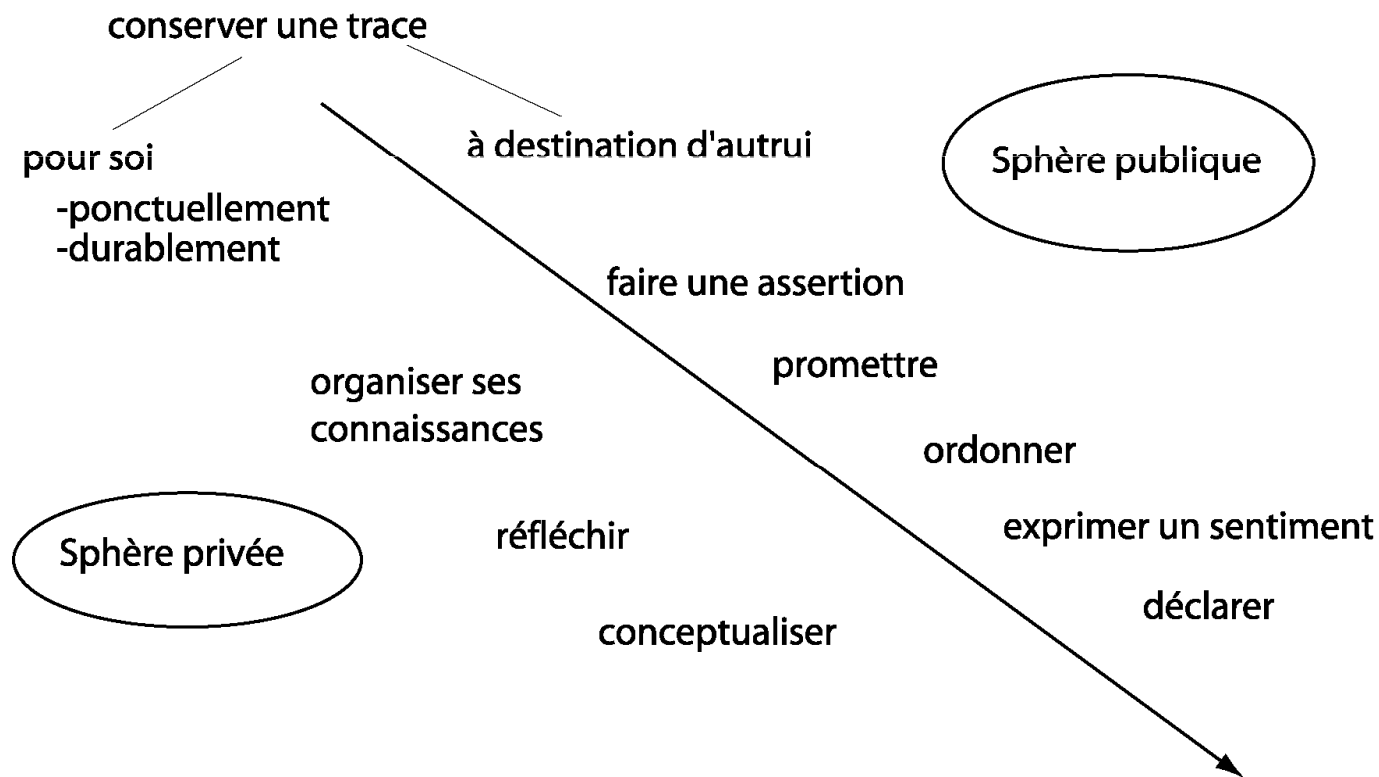 conserver une trace
pour soi
-ponctuellement
-durablement
à destination d'autrui
Sphère publique
faire une assertion
promettre
ordonner
exprimer un sentiment
déclarer
organiser ses
connaissances
réfléchir
conceptualiser
Sphère privée